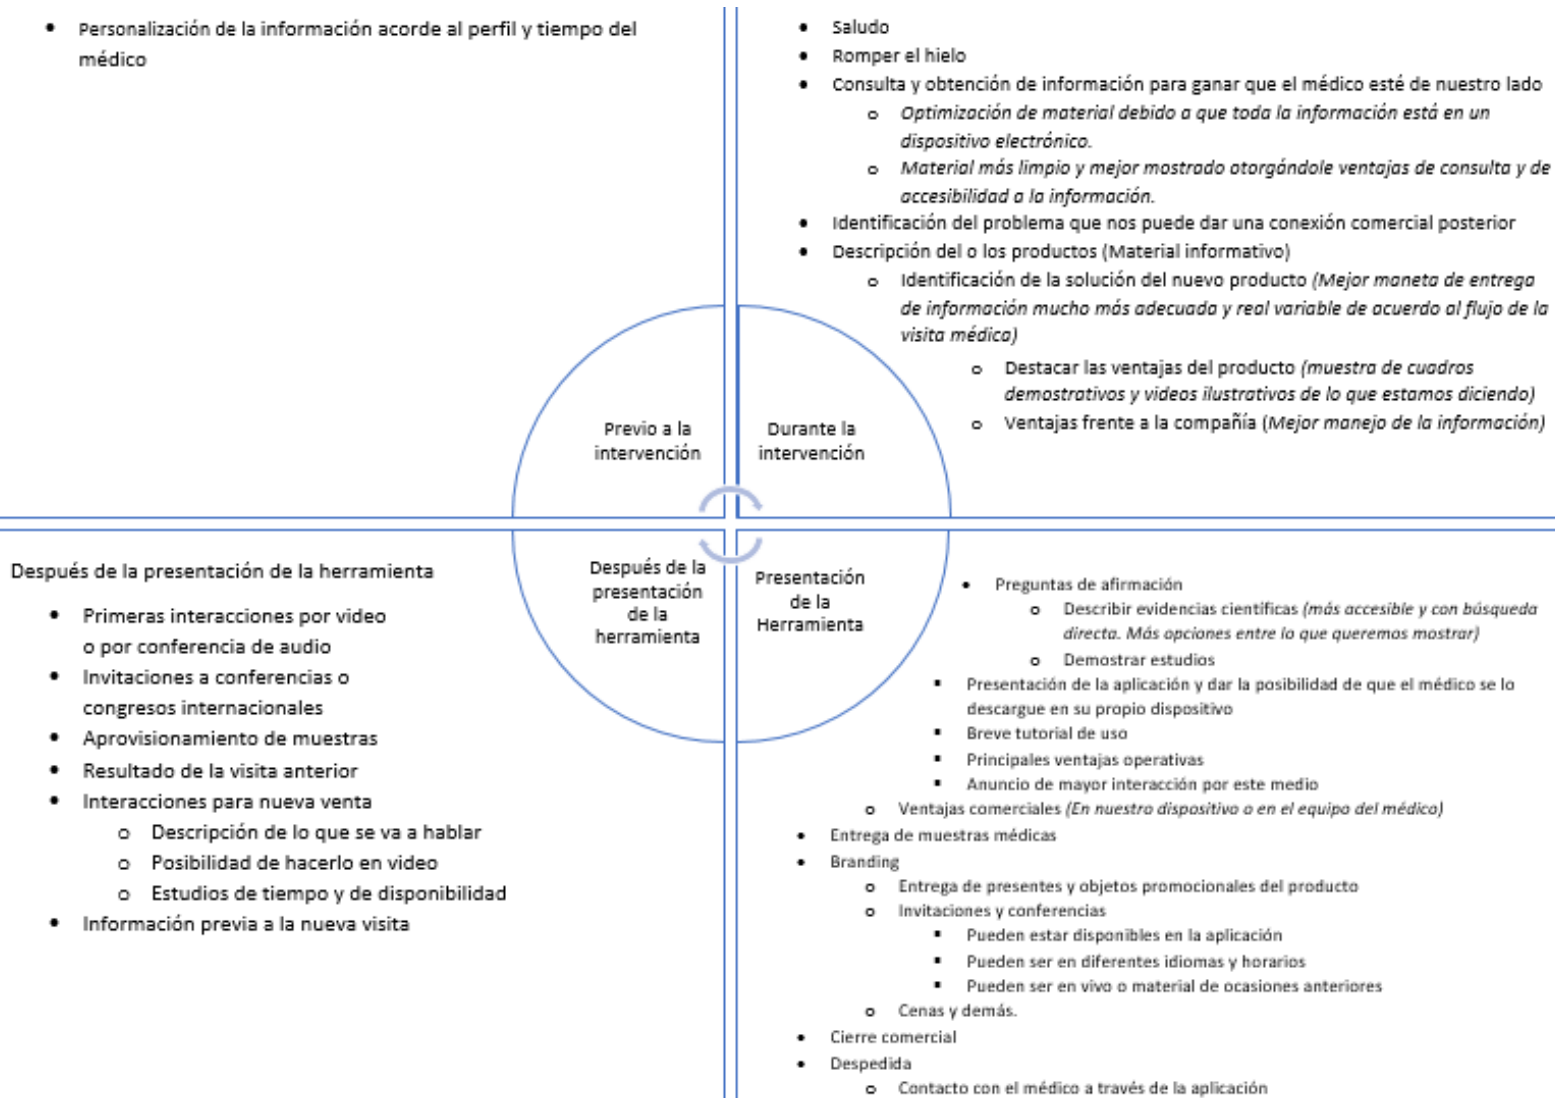 • Personalización de la información acorde al perfil y tiempo del
médico
• Saludo
• Romper el hielo
• Consulta y obtención de información para ganar que el médico esté de nuestro lado
o Optimización de material debido a que toda la información está en un
dispositivo electrónico.
o Material más limpio y mejor mostrado otorgándole ventajas de consulta y de
accesibilidad a la información.
• Identificación del problema que nos puede dar una conexión comercial posterior
• Descripción del o los productos (Material informativo)
o Identificación de la solución del nuevo producto (Mejor maneta de entrega
de información mucho más adecuada y real variable de acuerdo al flujo de la
visita médica)
o Destacar las ventajas del producto (muestra de cuadros
demostrativos y videos ilustrativos de lo que estamos diciendo)
o Ventajas frente a la compañía (Mejor manejo de la información)
Previo a la
intervención
Durante la
intervención
Después de la presentación de la herramienta
• Primeras interacciones por video
o por conferencia de audio
• Invitaciones a conferencias o
congresos internacionales
• Aprovisionamiento de muestras
• Resultado de la visita anterior
• Interacciones para nueva venta
o Descripción de lo que se va a hablar
o Posibilidad de hacerlo en video
o Estudios de tiempo y de disponibilidad
• Información previa a la nueva visita
Después de la
presentación
de la
herramienta
Presentación
de la
Herramienta
• Preguntas de afirmación
o Describir evidencias científicas (más accesible y con búsqueda
directa. Más opciones entre lo que queremos mostrar)
o Demostrar estudios
▪ Presentación de la aplicación y dar la posibilidad de que el médico se lo
descargue en su propio dispositivo
▪ Breve tutorial de uso
▪ Principales ventajas operativas
▪ Anuncio de mayor interacción por este medio
o Ventajas comerciales (En nuestro dispositivo o en el equipo del médico)
• Entrega de muestras médicas
• Branding
o Entrega de presentes y objetos promocionales del producto
o Invitaciones y conferencias
▪ Pueden estar disponibles en la aplicación
▪ Pueden ser en diferentes idiomas y horarios
▪ Pueden ser en vivo o material de ocasiones anteriores
o Cenas y demás.
• Cierre comercial
• Despedida
o Contacto con el médico a través de la aplicación